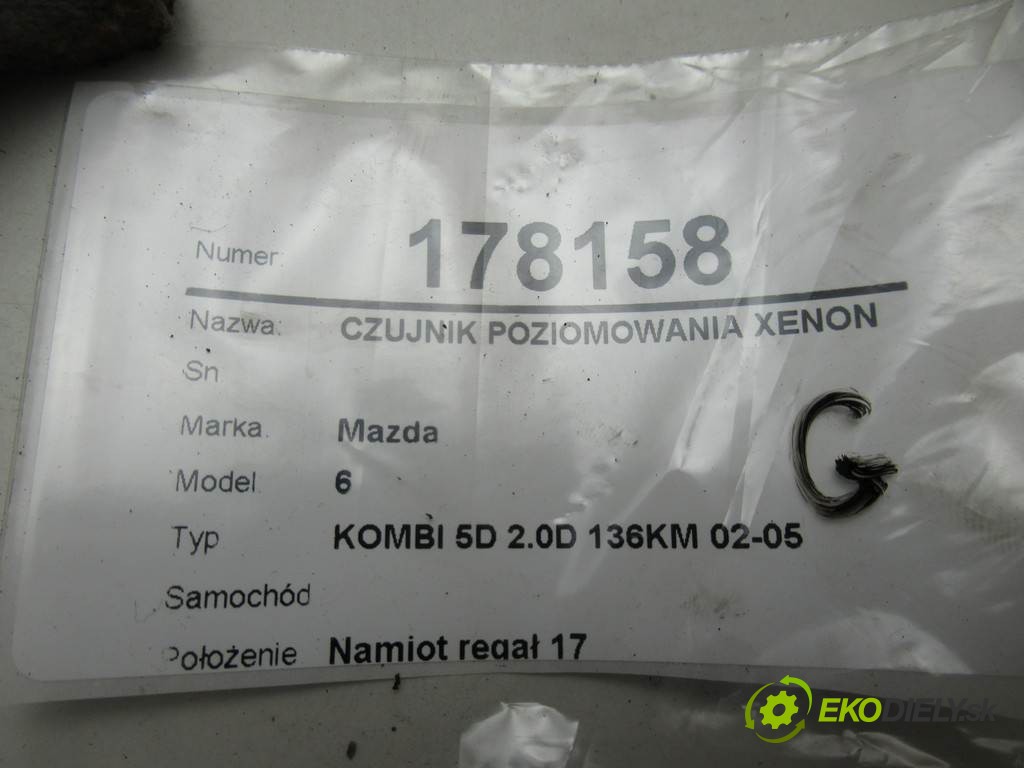 Numer: 178158
Nazwa: CZUJNIK POZIOMOWANIA XENON
Sn
Marka. Mazda
Model 6
Typ KOMBI 5D 2.0D 136KM 02-05
Samochód
Położenie Namiot regał 17
G
EKODIELY.sk